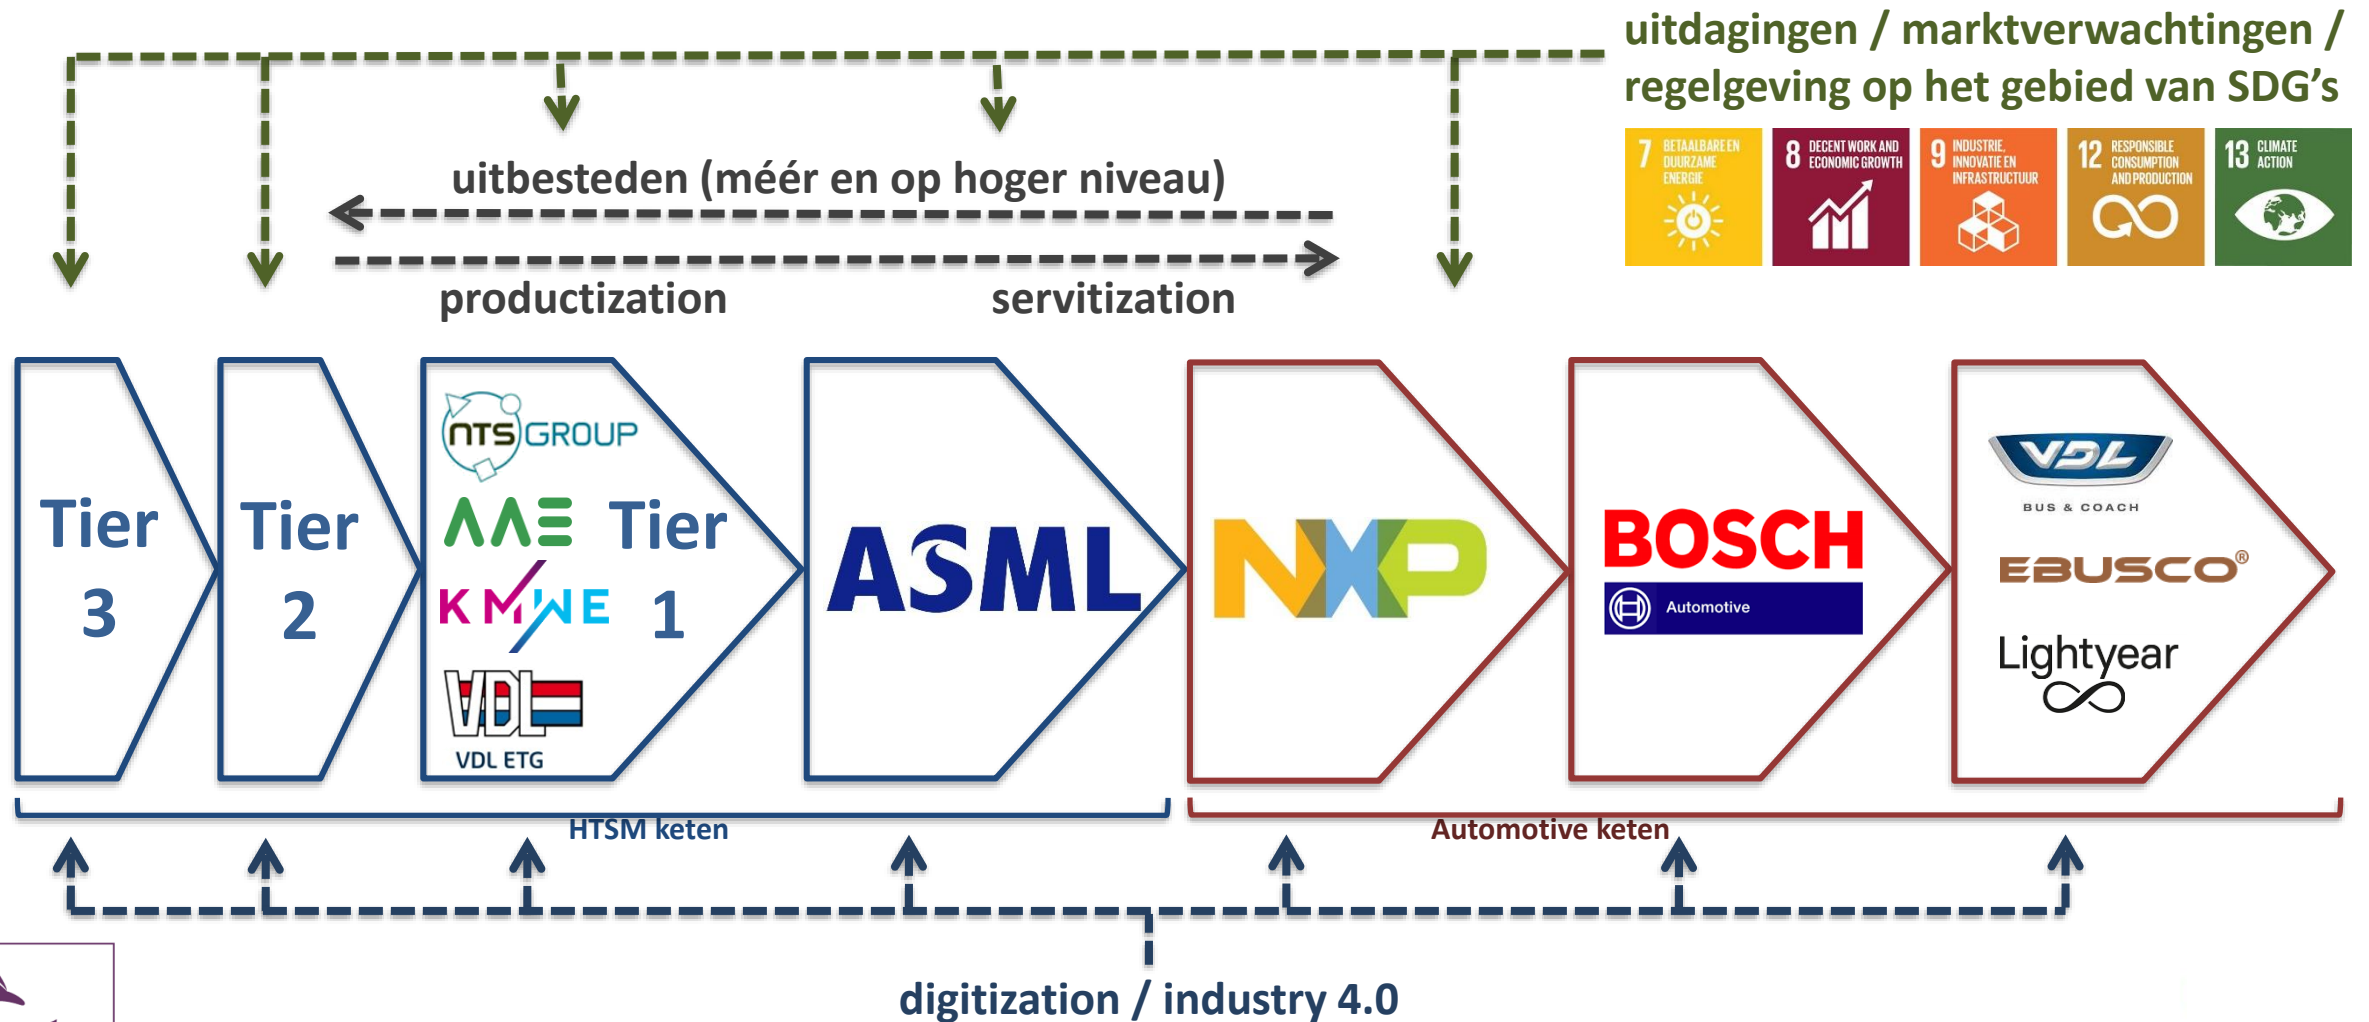 uitdagingen / marktverwachtingen /
regelgeving op het gebied van SDG's
7 BETAALBARE EN
DUURZAME
ENERGIE
8 DECENT WORK AND
ECONOMIC GROWTH
9 INDUSTRIE,
INNOVATIE EN
INFRASTRUCTUUR
12 RESPONSIBLE
CONSUMPTION
AND PRODUCTION
13 CLIMATE
ACTION
uitbesteden (méér en op hoger niveau)
productization
servitization
Tier
3
Tier
2
NTS GROUP
AAE
KMWE
VDL
VDL ETG
Tier
1
ASML
NXP
BOSCH
Automotive
VDL
BUS & COACH
EBUSCO®
Lightyear
HTSM keten
Automotive keten
digitization / industry 4.0